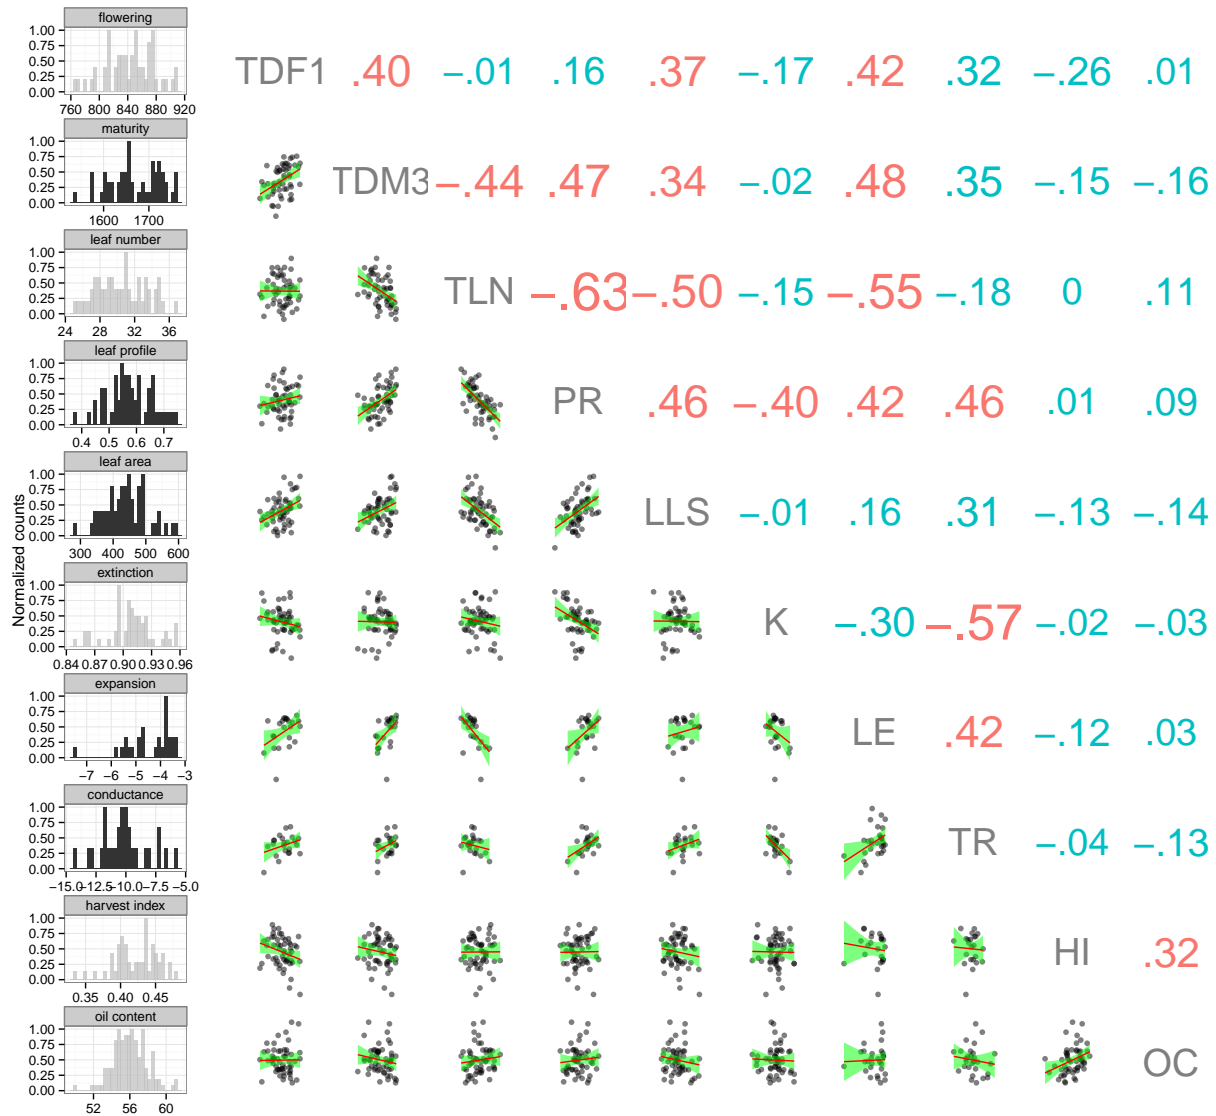 Normalized counts
flowering
1.00
0.75
0.50
0.25
0.00
760 800 840 880 920
TDF1 .40 −.01 .16 .37 −.17 .42 .32 −.26 .01
maturity
1.00
0.75
0.50
0.25
0.00
1600 1700
TDM3 −.44 .47 .34 −.02 .48 .35 −.15 −.16
leaf number
1.00
0.75
0.50
0.25
0.00
24 28 32 36
TLN −.63 −.50 −.15 −.55 −.18 0 .11
leaf profile
1.00
0.75
0.50
0.25
0.00
0.4 0.5 0.6 0.7
PR .46 −.40 .42 .46 .01 .09
leaf area
1.00
0.75
0.50
0.25
0.00
300 400 500 600
LLS −.01 .16 .31 −.13 −.14
extinction
1.00
0.75
0.50
0.25
0.00
0.84 0.87 0.90 0.93 0.96
K −.30 −.57 −.02 −.03
expansion
1.00
0.75
0.50
0.25
0.00
−7 −6 −5 −4 −3
LE .42 −.12 .03
conductance
1.00
0.75
0.50
0.25
0.00
−15.0 −12.5 −10.0 −7.5 −5.0
TR −.04 −.13
harvest index
1.00
0.75
0.50
0.25
0.00
0.35 0.40 0.45
HI .32
oil content
1.00
0.75
0.50
0.25
0.00
52 56 60
OC